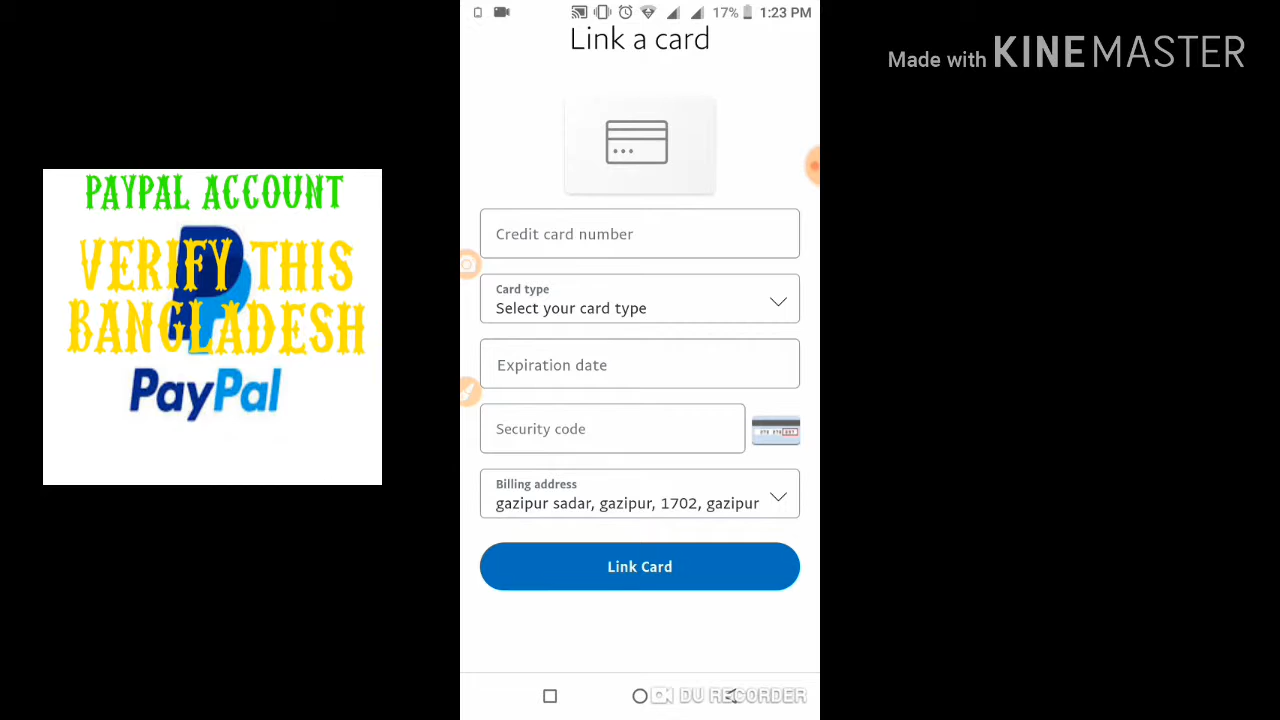 17% 1:23 PM
Link a card
Made with KINEMASTER
PAYPAL ACCOUNT
VERIFY THIS
BANGLADESH
PayPal
Credit card number
Card type
Select your card type
Expiration date
Security code
Billing address
gazipur sadar, gazipur, 1702, gazipur
Link Card
DU RECORDER